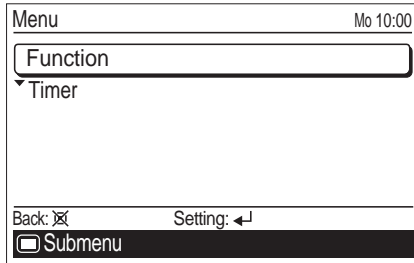 Menu Mo 10:00
Function
Timer
Back: Setting:
Submenu